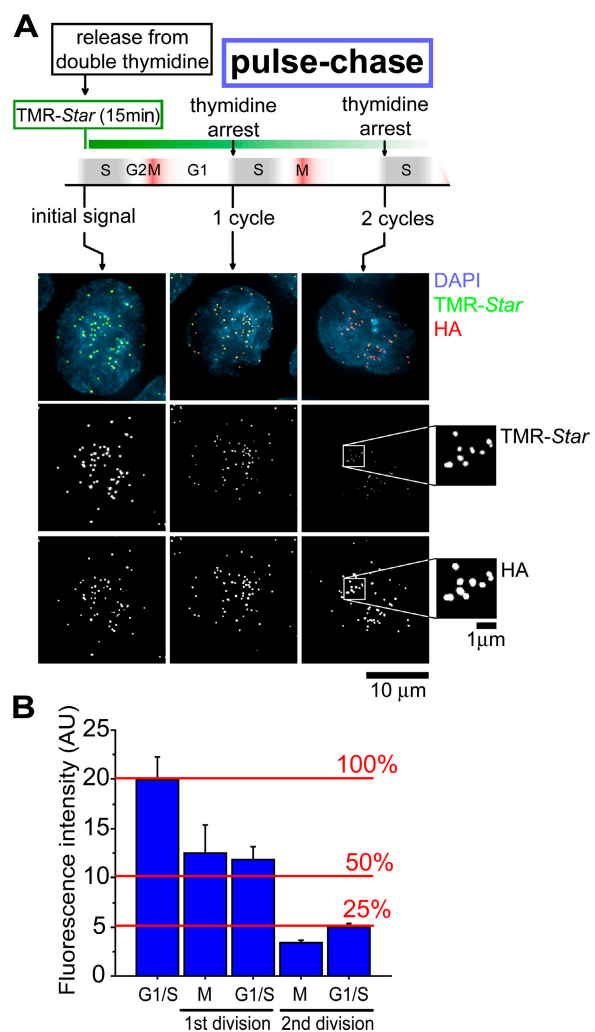 A
release from
double thymidine
pulse-chase
TMR-Star (15min)
thymidine
arrest
thymidine
arrest
S G2 M G1 S M S
initial signal
1 cycle
2 cycles
DAPI
TMR-Star
HA
TMR-Star
HA
1μm
10 μm
B
Fluorescence intensity (AU)
25
20
15
10
5
0
100%
50%
25%
G1/S M G1/S M G1/S
1st division 2nd division